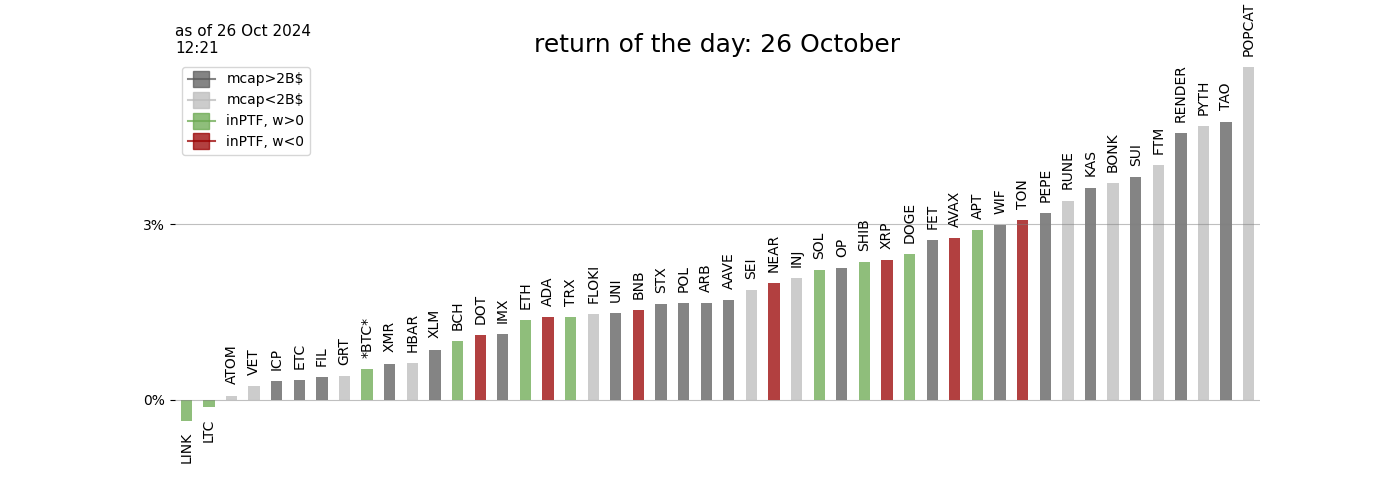 as of 26 Oct 2024
12:21
return of the day: 26 October
mcap>2B$
mcap<2B$
inPTF, w>0
inPTF, w<0
3%
0%
LINK
LTC
ATOM
VET
ICP
ETC
FIL
GRT
*BTC*
XMR
HBAR
XLM
BCH
DOT
IMX
ETH
ADA
TRX
FLOKI
UNI
BNB
STX
POL
ARB
AAVE
SEI
NEAR
INJ
SOL
OP
SHIB
XRP
DOGE
FET
AVAX
APT
WIF
TON
PEPE
RUNE
KAS
BONK
SUI
FTM
RENDER
PYTH
TAO
POPCAT